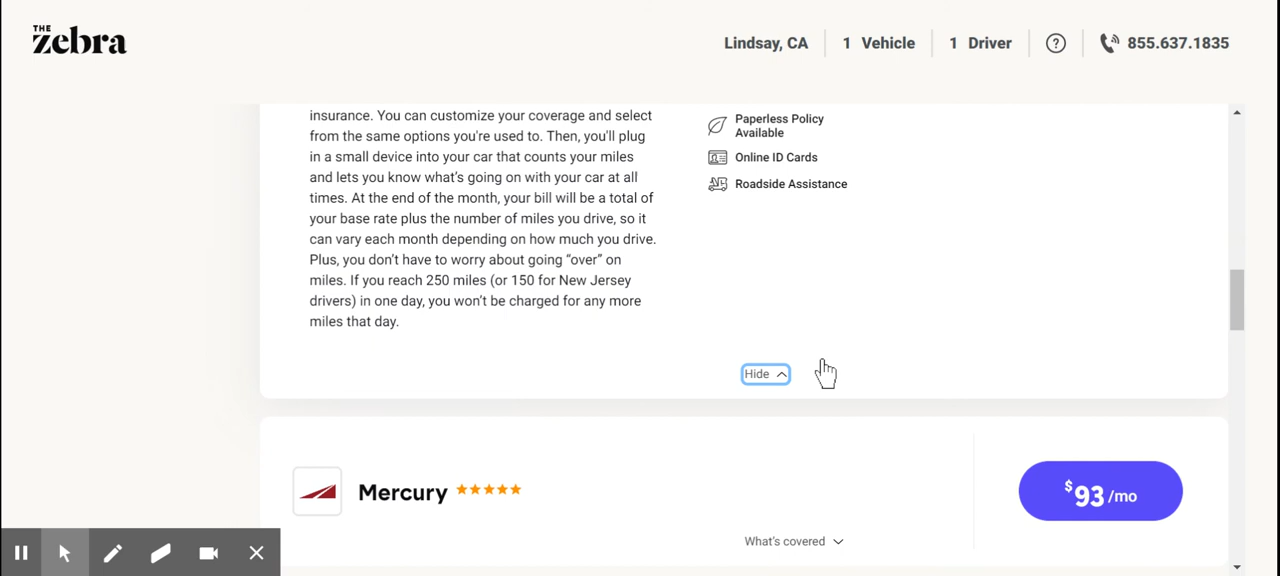 THE
zebra
Lindsay, CA
1 Vehicle
1 Driver
?
855.637.1835
insurance. You can customize your coverage and select
from the same options you're used to. Then, you'll plug
in a small device into your car that counts your miles
and lets you know what's going on with your car at all
times. At the end of the month, your bill will be a total of
your base rate plus the number of miles you drive, so it
can vary each month depending on how much you drive.
Plus, you don't have to worry about going “over” on
miles. If you reach 250 miles (or 150 for New Jersey
drivers) in one day, you won't be charged for any more
miles that day.
Paperless Policy
Available
Online ID Cards
Roadside Assistance
Hide
Mercury
$93 /mo
What's covered